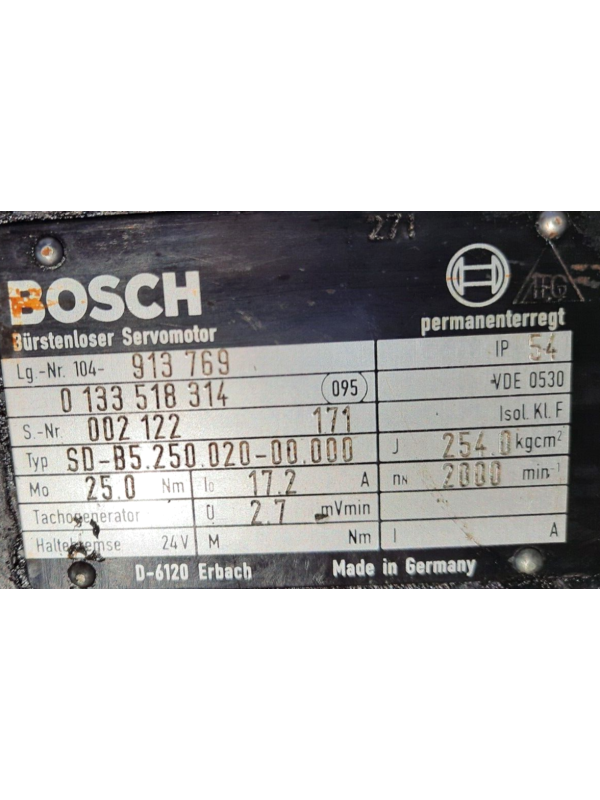 271
BOSCH
Bürstenloser Servomotor
permanenterregt
Lg.-Nr. 104- 913 769
IP 54
0 133 518 314 095
VDE 0530
S.-Nr. 002 122 171
Isol. Kl. F
Typ SD-B5.250.020-00.000
J 254.0 kgcm²
Mo 25.0 Nm I₀ 17.2 A
nN 2000 min⁻¹
Tachogenerator U 2.7 mVmin
Haltebremse 24V M Nm I A
D-6120 Erbach Made in Germany